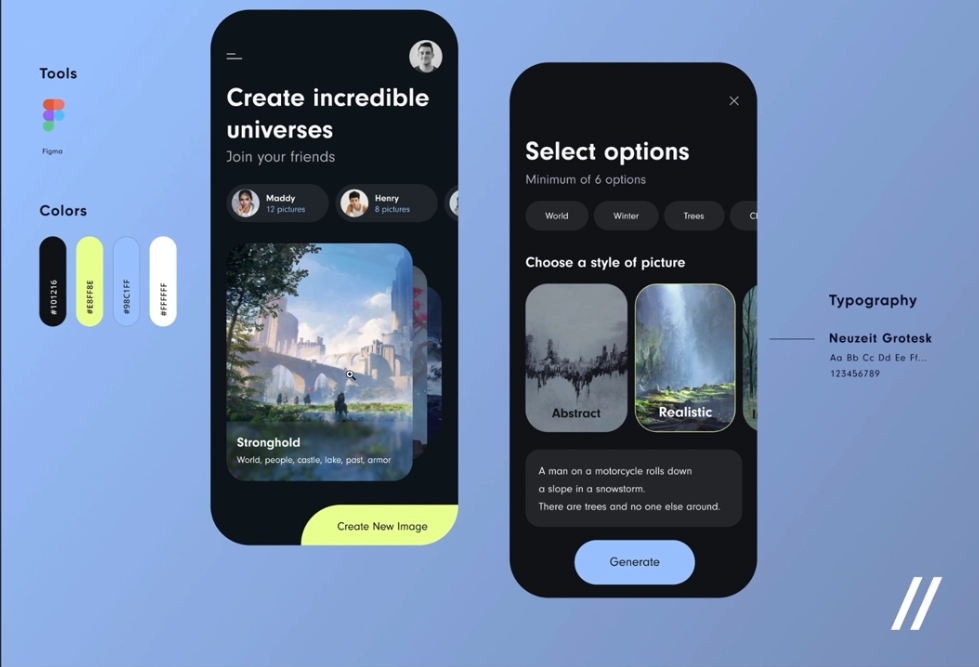 Tools
Figma
Colors
#101216
#E8FF8E
#98C1FF
#FFFFFF
Create incredible
universes
Join your friends
Maddy
12 pictures
Henry
8 pictures
Stronghold
World, people, castle, lake, past, armor
Create New Image
Select options
Minimum of 6 options
World
Winter
Trees
Choose a style of picture
Abstract
Realistic
A man on a motorcycle rolls down
a slope in a snowstorm.
There are trees and no one else around.
Generate
Typography
Neuzeit Grotesk
Aa Bb Cc Dd Ee Ff...
123456789